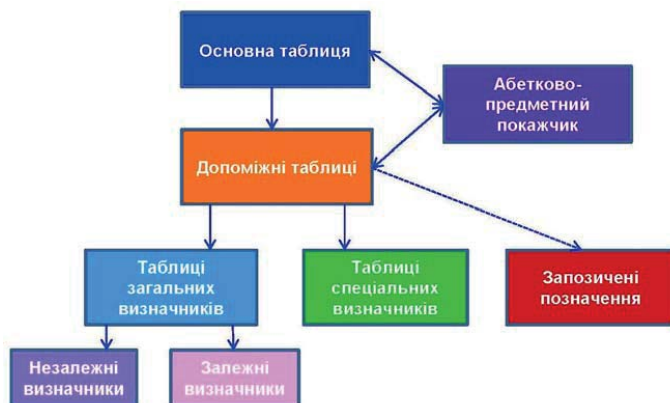 Основна таблиця
Абетково-
предметний
покажчик
Допоміжні таблиці
Таблиці
загальних
визначників
Таблиці
спеціальних
визначників
Запозичені
позначення
Незалежні
визначники
Залежні
визначники